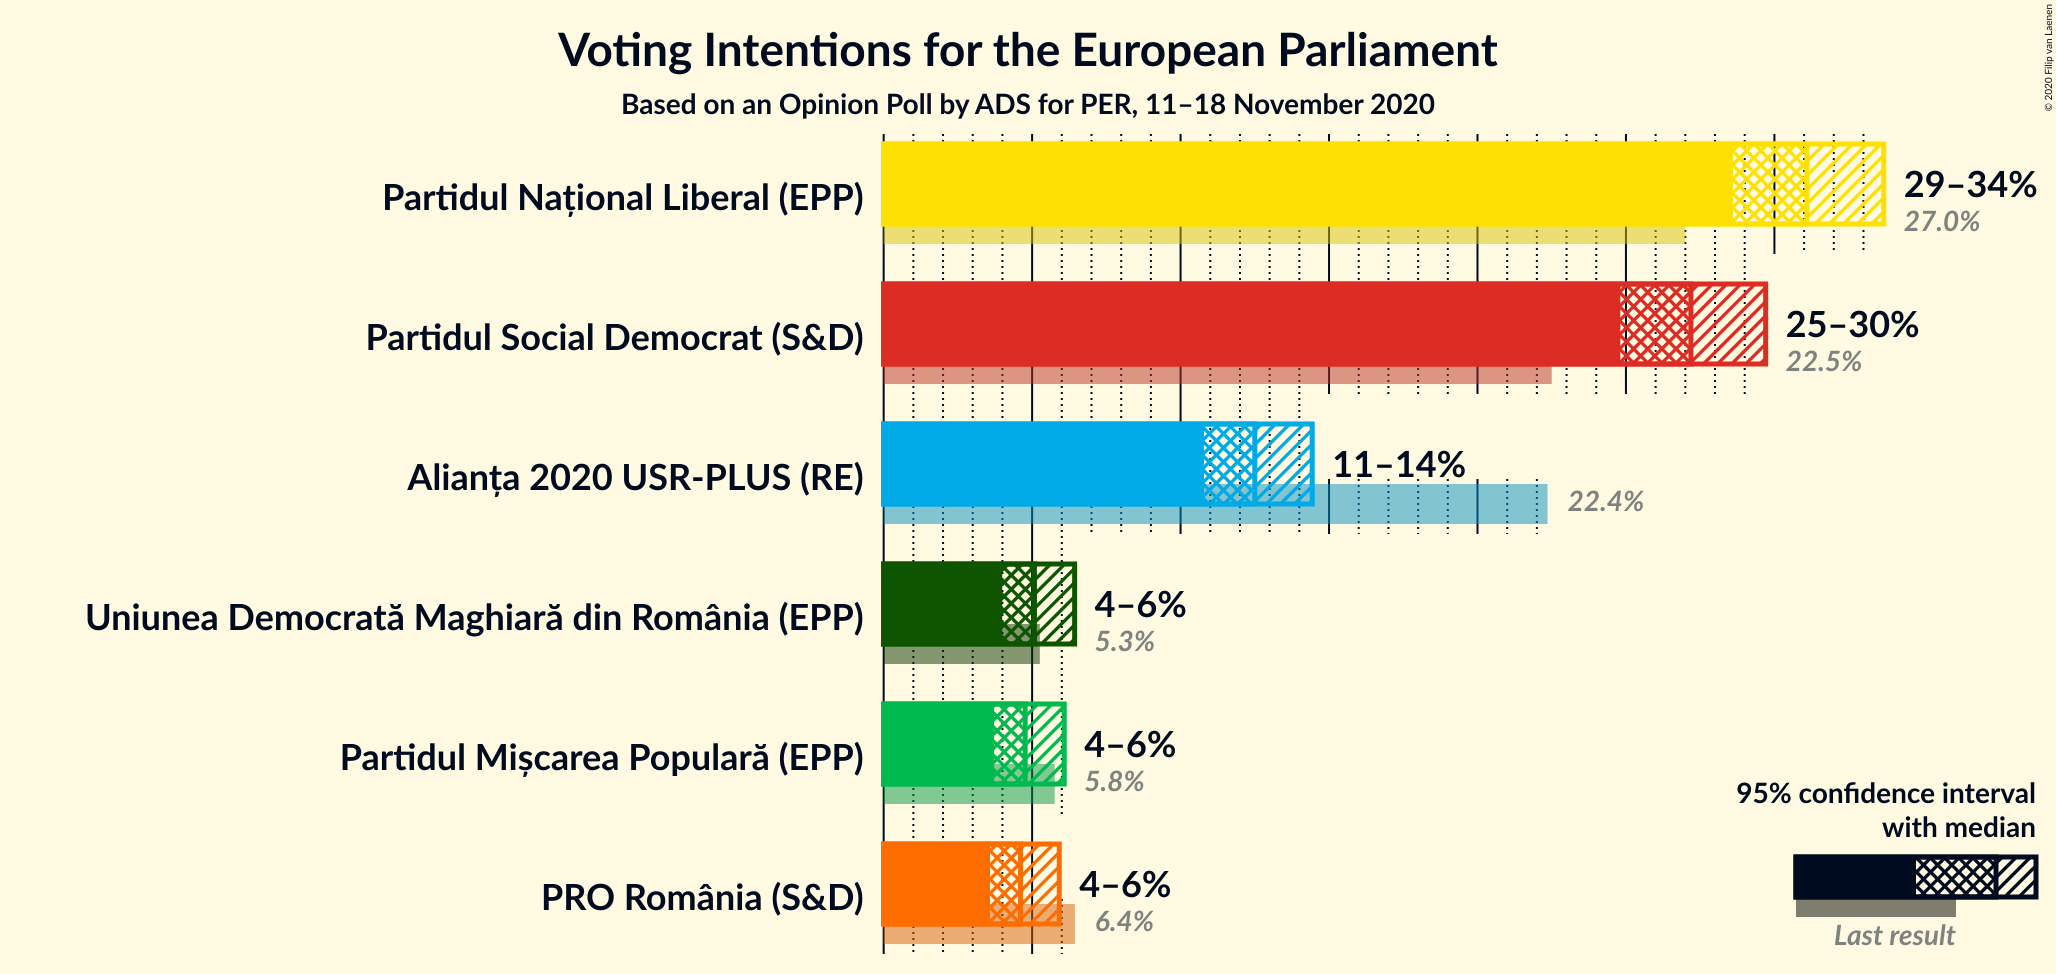 Voting Intentions for the European Parliament
Based on an Opinion Poll by ADS for PER, 11–18 November 2020
© 2020 Filip van Laenen
Partidul Național Liberal (EPP)
29–34%
27.0%
Partidul Social Democrat (S&D)
25–30%
22.5%
Alianța 2020 USR-PLUS (RE)
11–14%
22.4%
Uniunea Democrată Maghiară din România (EPP)
4–6%
5.3%
Partidul Mișcarea Populară (EPP)
4–6%
5.8%
PRO România (S&D)
4–6%
6.4%
95% confidence interval
with median
Last result